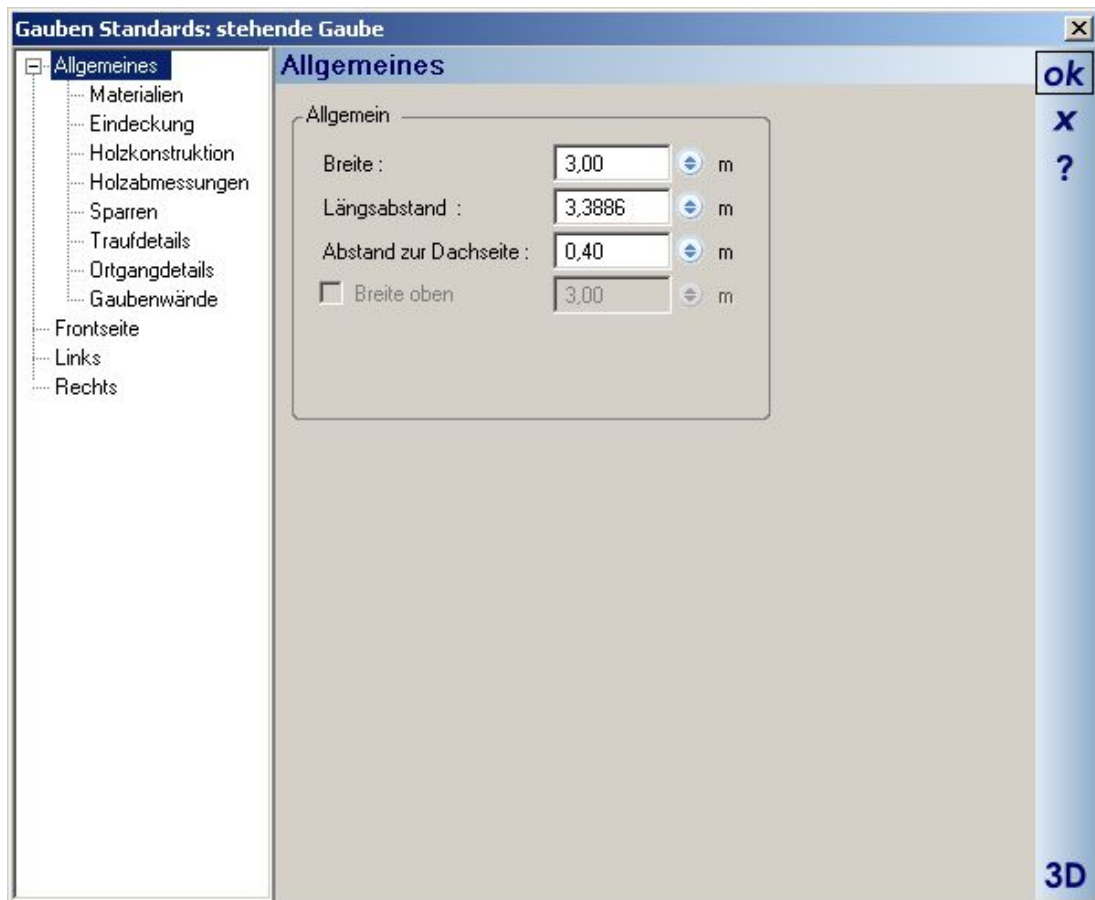 Gauben Standards: stehende Gaube
Allgemeines
Materialien
Eindeckung
Holzkonstruktion
Holzabmessungen
Sparren
Traufdetails
Ortgangdetails
Gaubenwände
Frontseite
Links
Rechts
Allgemeines
Allgemein
Breite : 3,00 m
Längsabstand : 3,3886 m
Abstand zur Dachseite : 0,40 m
Breite oben 3,00 m
ok
x
?
3D